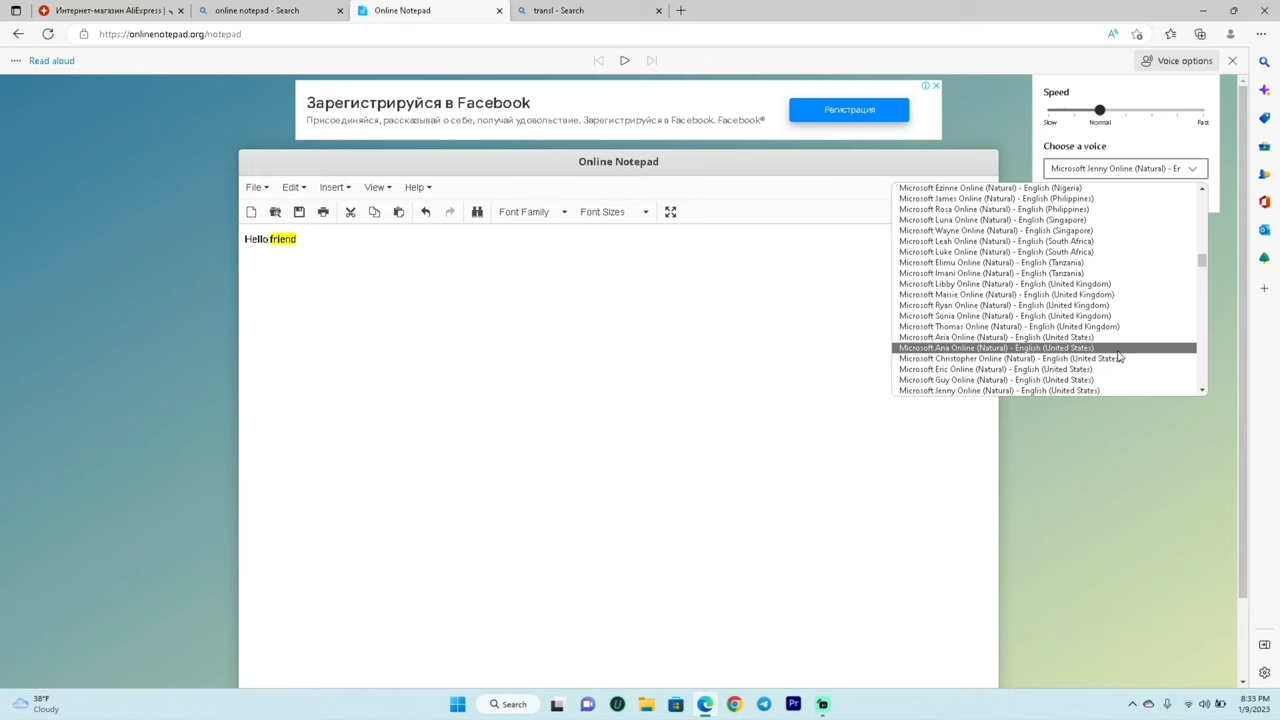 Интернет-магазин AliExpress |
online notepad - Search
Online Notepad
transl - Search
https://onlinenotepad.org/notepad
Read aloud
Voice options
Зарегистрируйся в Facebook
Присоединяйся, рассказывай о себе, получай удовольствие. Зарегистрируйся в Facebook. Facebook®
Регистрация
Speed
Slow Normal Fast
Choose a voice
Microsoft Jenny Online (Natural) - Er
Online Notepad
File Edit Insert View Help
Font Family Font Sizes
Hello friend
Microsoft Ezinne Online (Natural) - English (Nigeria)
Microsoft James Online (Natural) - English (Philippines)
Microsoft Rosa Online (Natural) - English (Philippines)
Microsoft Luna Online (Natural) - English (Singapore)
Microsoft Wayne Online (Natural) - English (Singapore)
Microsoft Leah Online (Natural) - English (South Africa)
Microsoft Luke Online (Natural) - English (South Africa)
Microsoft Elimu Online (Natural) - English (Tanzania)
Microsoft Imani Online (Natural) - English (Tanzania)
Microsoft Libby Online (Natural) - English (United Kingdom)
Microsoft Maisie Online (Natural) - English (United Kingdom)
Microsoft Ryan Online (Natural) - English (United Kingdom)
Microsoft Sonia Online (Natural) - English (United Kingdom)
Microsoft Thomas Online (Natural) - English (United Kingdom)
Microsoft Aria Online (Natural) - English (United States)
Microsoft Ana Online (Natural) - English (United States)
Microsoft Christopher Online (Natural) - English (United States)
Microsoft Eric Online (Natural) - English (United States)
Microsoft Guy Online (Natural) - English (United States)
Microsoft Jenny Online (Natural) - English (United States)
38°F
Cloudy
Search
8:33 PM
1/9/2023